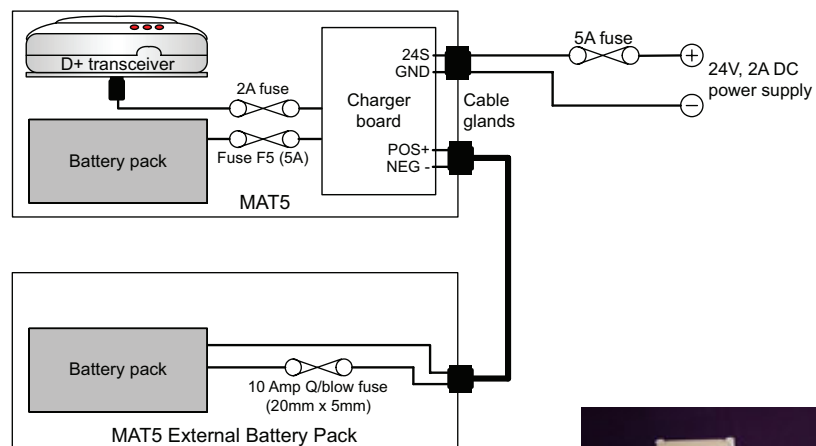 D+ transceiver
2A fuse
Battery pack
Fuse F5 (5A)
Charger
board
24S
GND
POS+
NEG -
Cable
glands
5A fuse
+
24V, 2A DC
power supply
−
MAT5
Battery pack
10 Amp Q/blow fuse
(20mm x 5mm)
MAT5 External Battery Pack